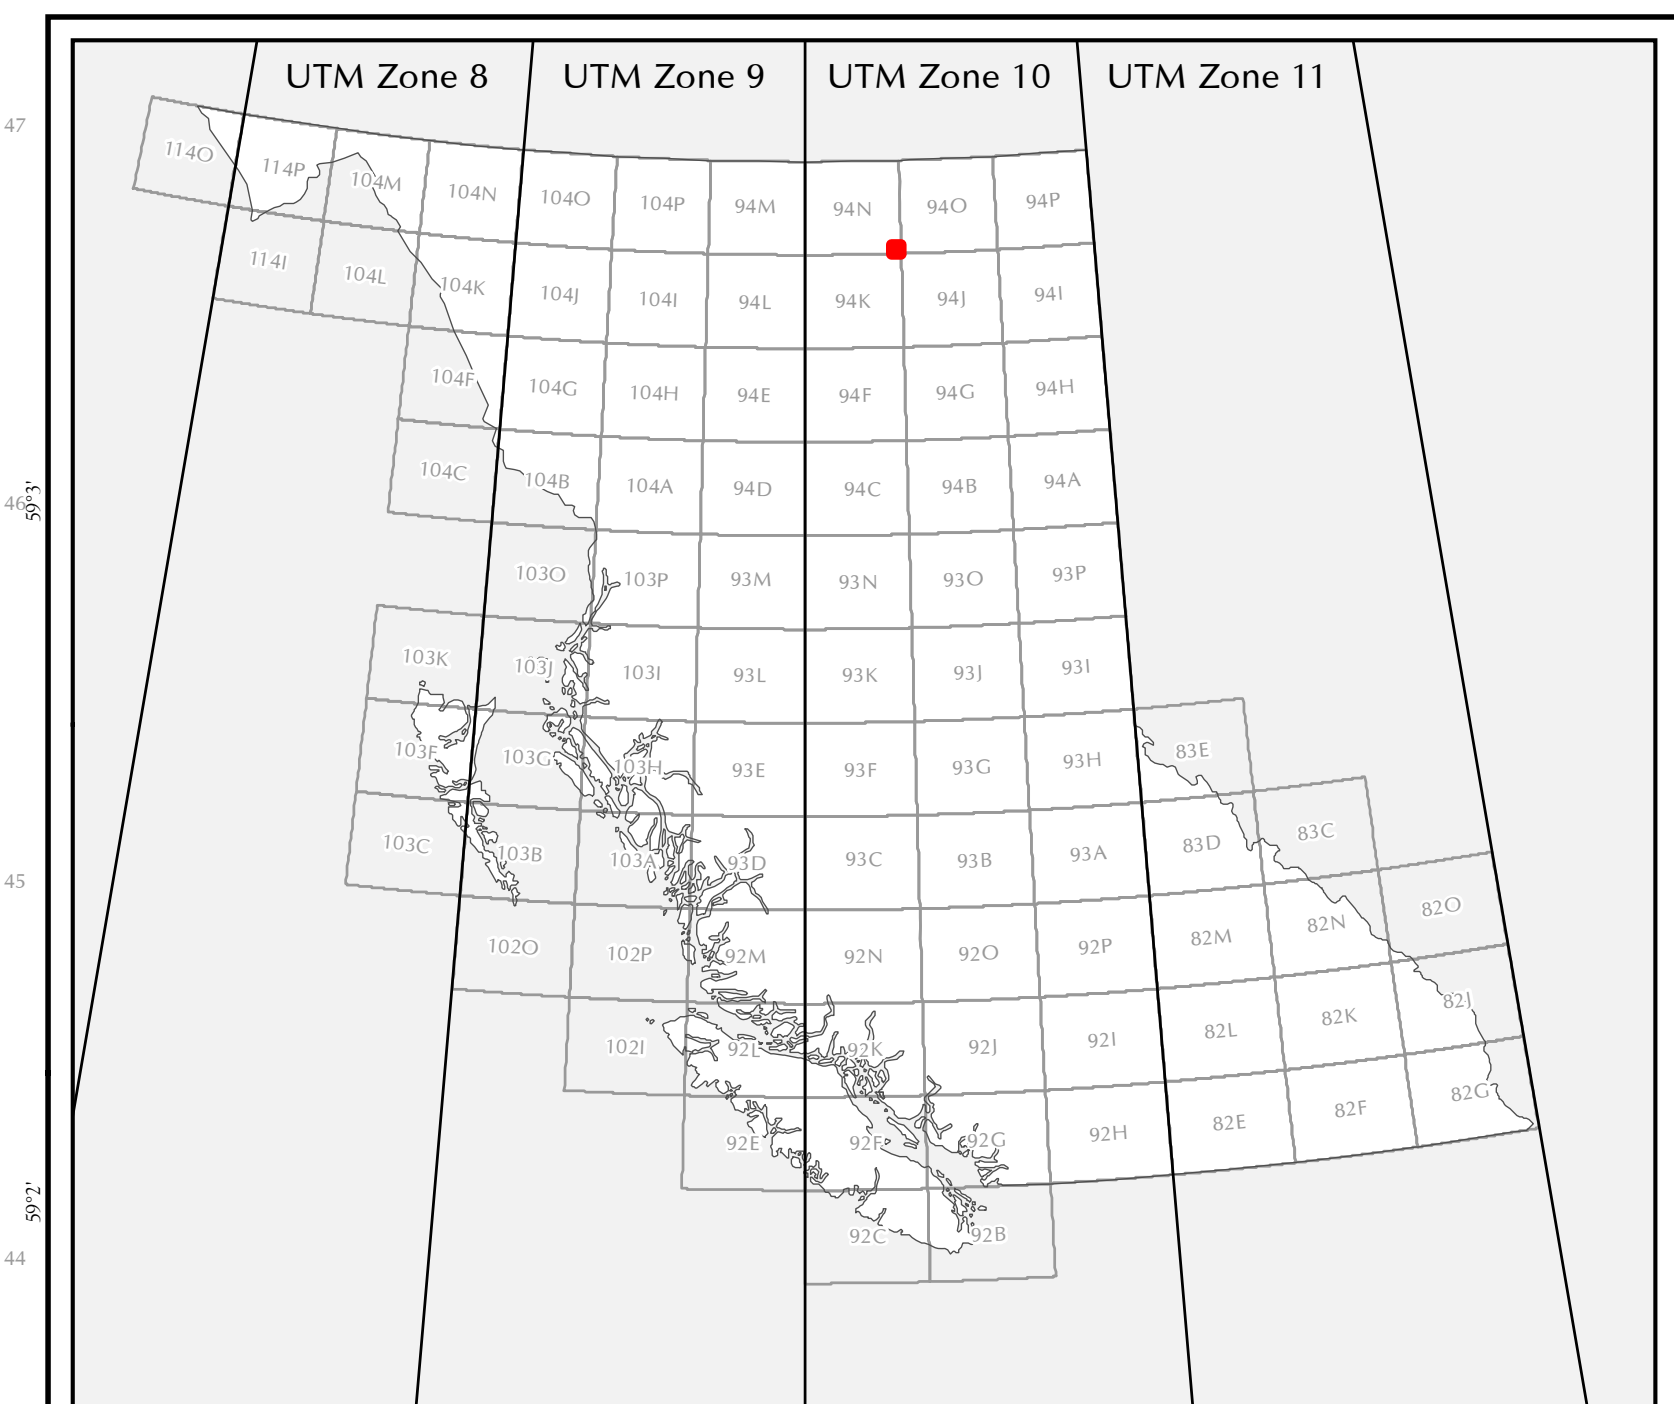 UTM Zone 8 UTM Zone 9 UTM Zone 10 UTM Zone 11
47
114O 114P 104M 104N 104O 104P 94M 94N 94O 94P
114I 104L 104K 104J 104I 94L 94K 94J 94I
104F 104G 104H 94E 94F 94G 94H
104C 104B 104A 94D 94C 94B 94A
46
59°3'
103O 103P 93M 93N 93O 93P
103K 103J 103I 93L 93K 93J 93I
103F 103G 103H 93E 93F 93G 93H 83E
103C 103B 103A 93D 93C 93B 93A 83D 83C
45
102O 102P 92M 92N 92O 92P 82M 82N 82O
102I 92L 92K 92J 92I 82L 82K 82J
92E 92F 92G 92H 82E 82F 82G
59°2'
92C 92B
44